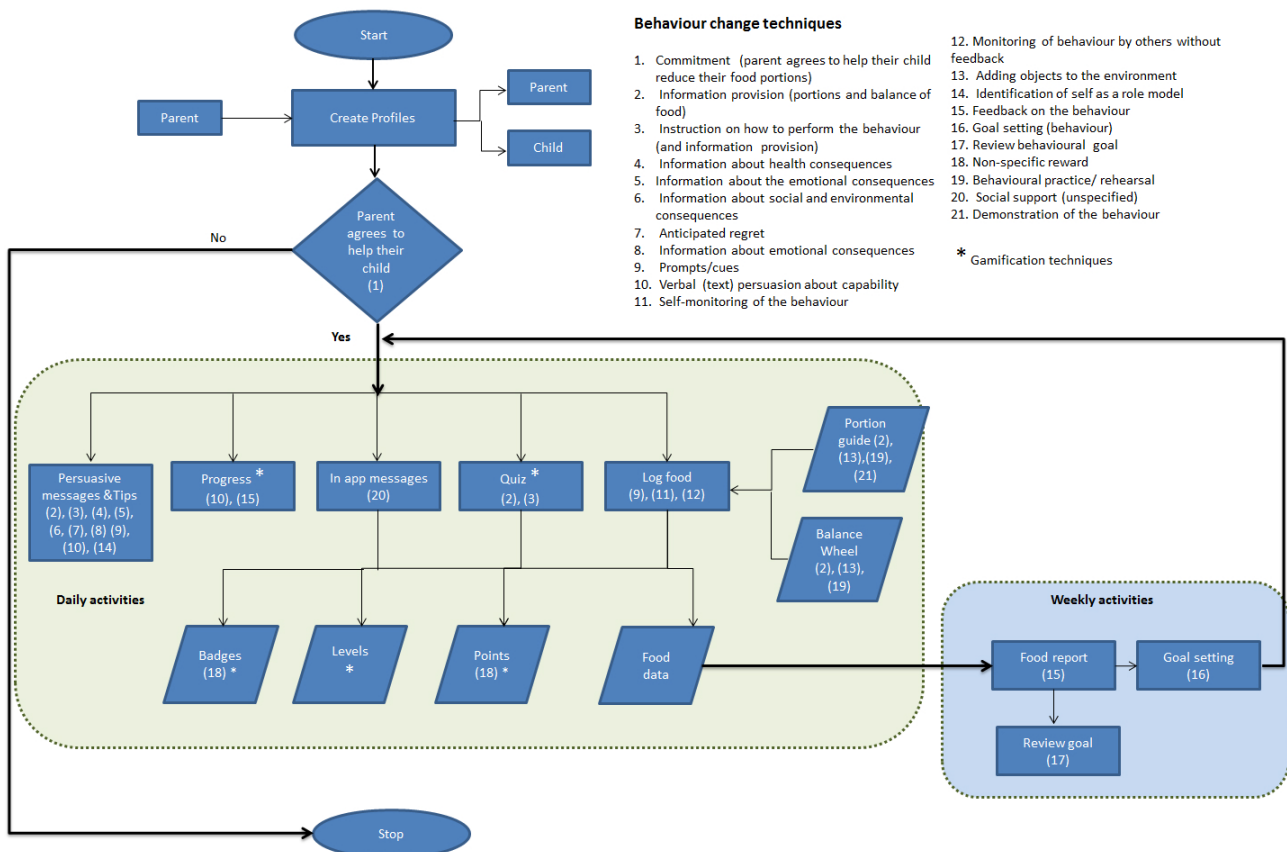 Start
Parent
Create Profiles
Parent
Child
Parent
agrees to
help their
child
(1)
No
Yes
Behaviour change techniques
1. Commitment (parent agrees to help their child
reduce their food portions)
2. Information provision (portions and balance of
food)
3. Instruction on how to perform the behaviour
(and information provision)
4. Information about health consequences
5. Information about the emotional consequences
6. Information about social and environmental
consequences
7. Anticipated regret
8. Information about emotional consequences
9. Prompts/cues
10. Verbal (text) persuasion about capability
11. Self-monitoring of the behaviour
12. Monitoring of behaviour by others without
feedback
13. Adding objects to the environment
14. Identification of self as a role model
15. Feedback on the behaviour
16. Goal setting (behaviour)
17. Review behavioural goal
18. Non-specific reward
19. Behavioural practice/ rehearsal
20. Social support (unspecified)
21. Demonstration of the behaviour
* Gamification techniques
Persuasive
messages &Tips
(2), (3), (4), (5),
(6, (7), (8) (9),
(10), (14)
Progress *
(10), (15)
In app messages
(20)
Quiz *
(2), (3)
Log food
(9), (11), (12)
Portion
guide (2),
(13),(19),
(21)
Balance
Wheel
(2), (13),
(19)
Daily activities
Badges
(18) *
Levels
*
Points
(18) *
Food
data
Weekly activities
Food report
(15)
Goal setting
(16)
Review goal
(17)
Stop